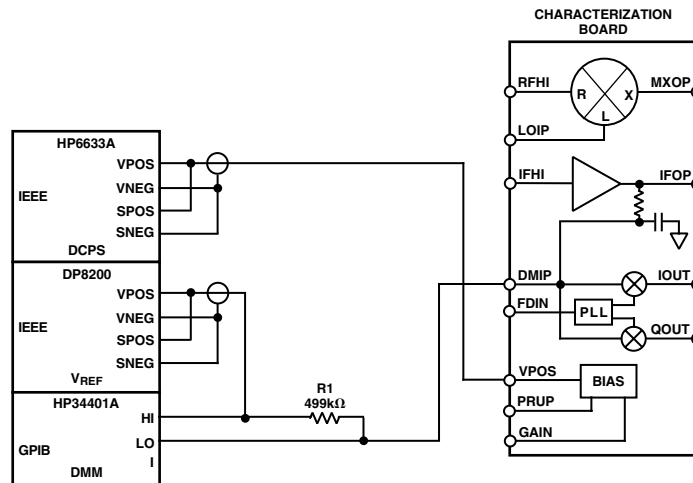 CHARACTERIZATION
BOARD
HP6633A
VPOS
IEEE
VNEG
SPOS
SNEG
DCPS
DP8200
VPOS
IEEE
VNEG
SPOS
SNEG
VREF
HP34401A
HI
GPIB
LO
I
DMM
R1
499kΩ
RFHI
R
X
L
MXOP
LOIP
IFHI
IFOP
DMIP
IOUT
FDIN
PLL
QOUT
VPOS
BIAS
PRUP
GAIN